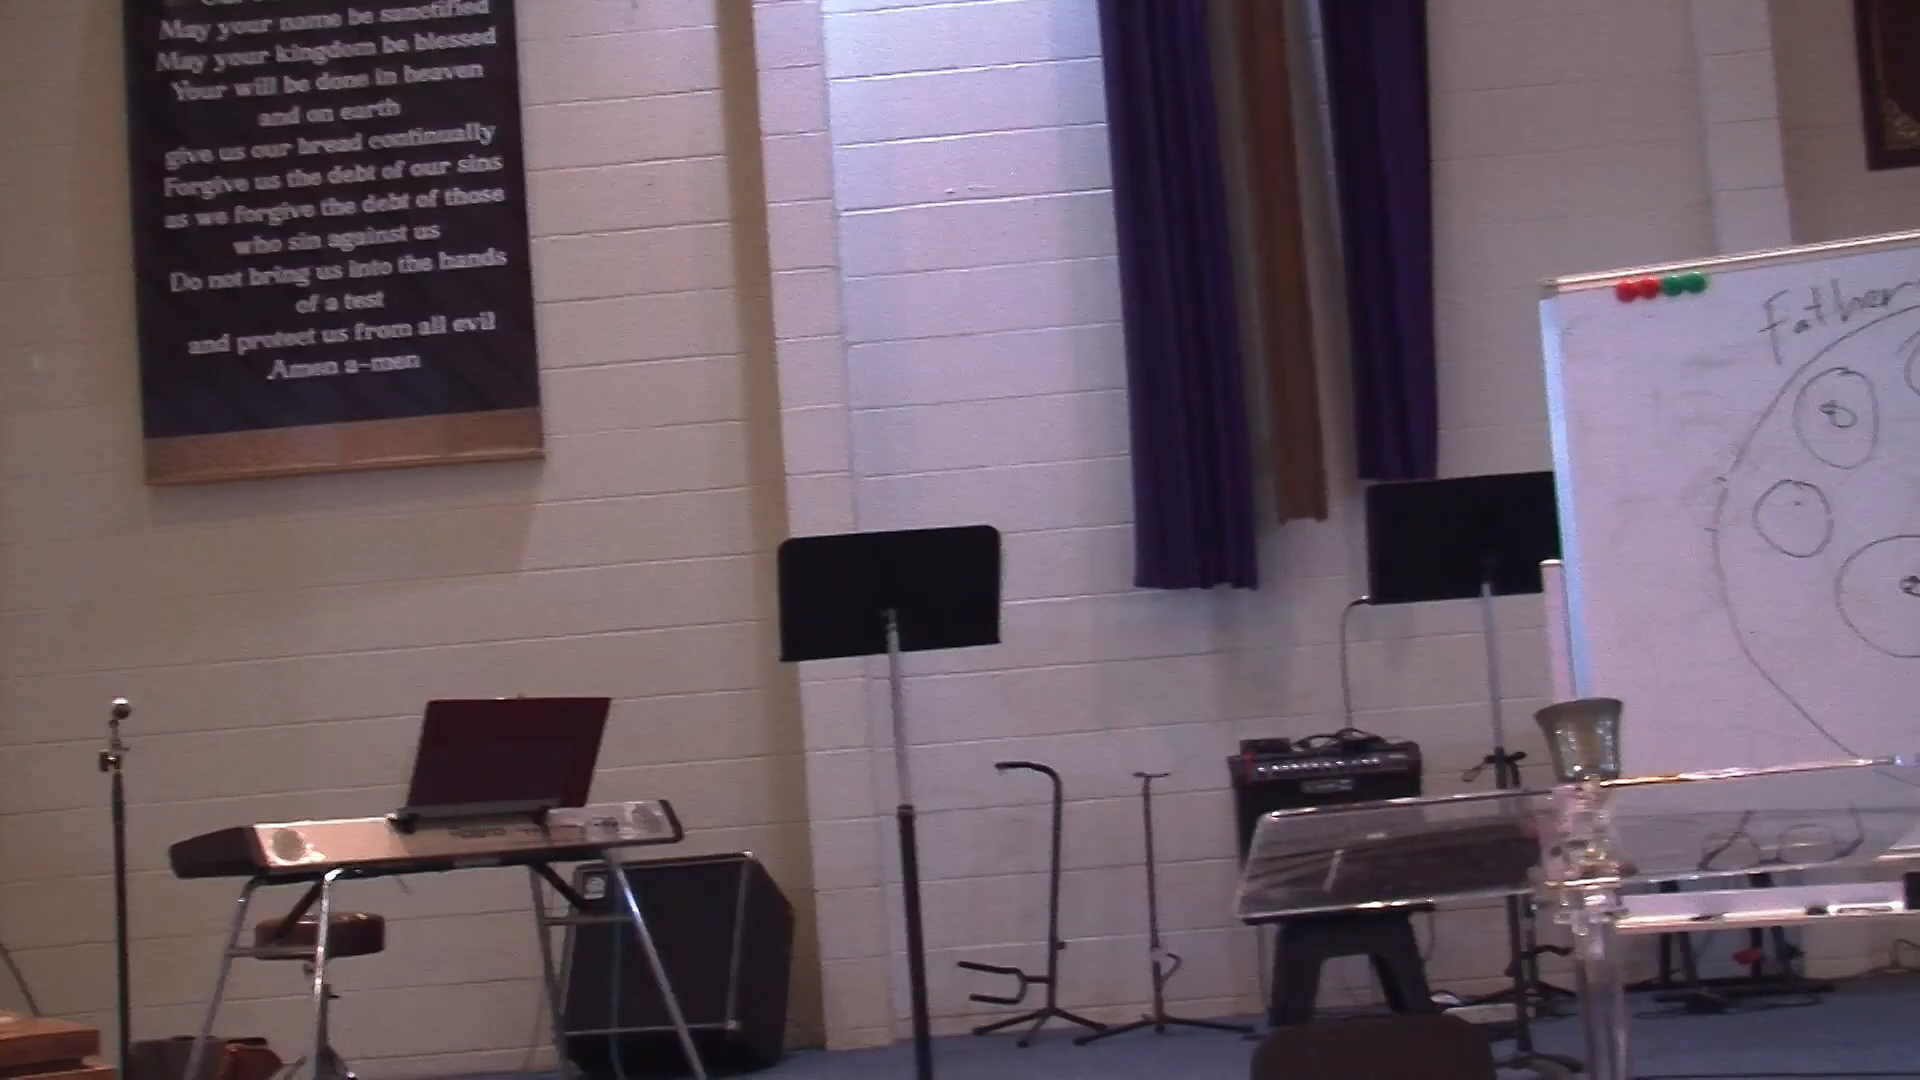 May your name be sanctified
May your kingdom be blessed
Your will be done in heaven
and on earth
give us our bread continually
Forgive us the debt of our sins
as we forgive the debt of those
who sin against us
Do not bring us into the hands
of a test
and protect us from all evil
Amen a-men
Father